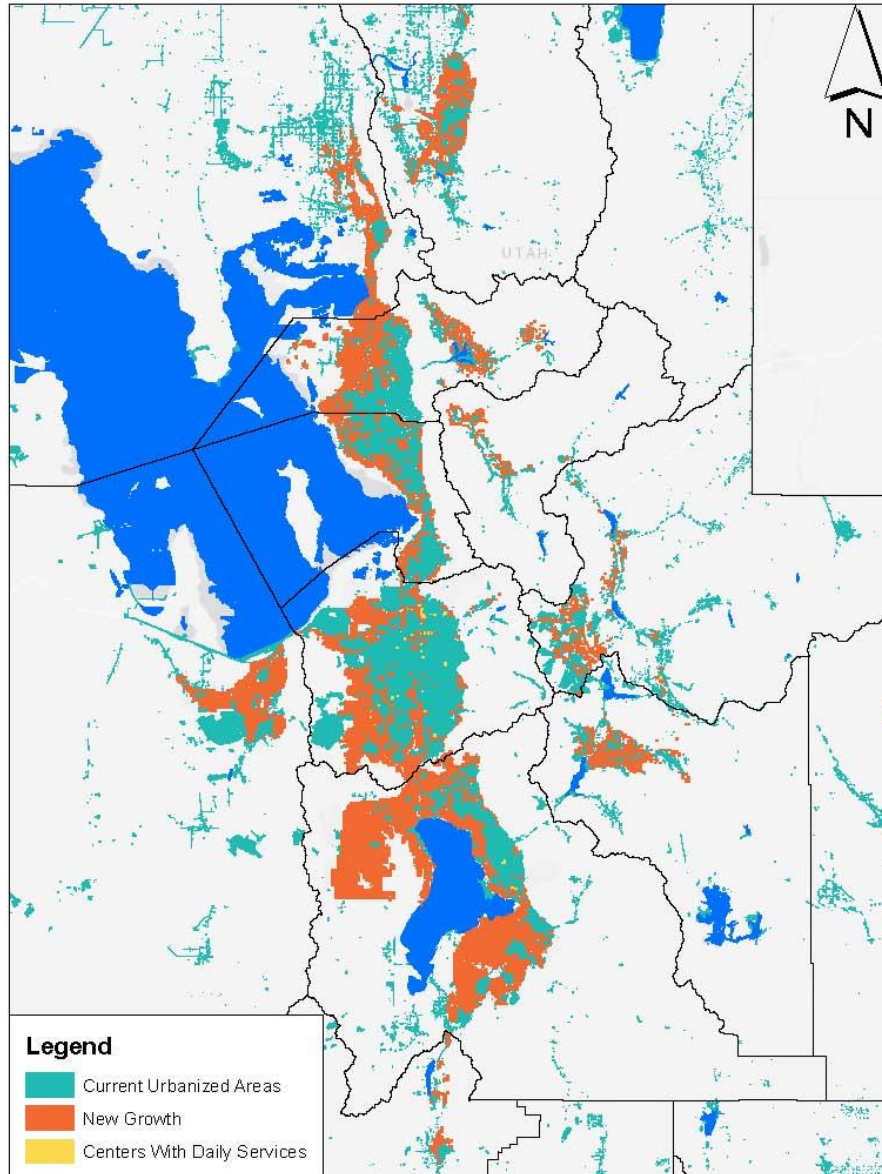 N
UTAH
Legend
Current Urbanized Areas
New Growth
Centers With Daily Services